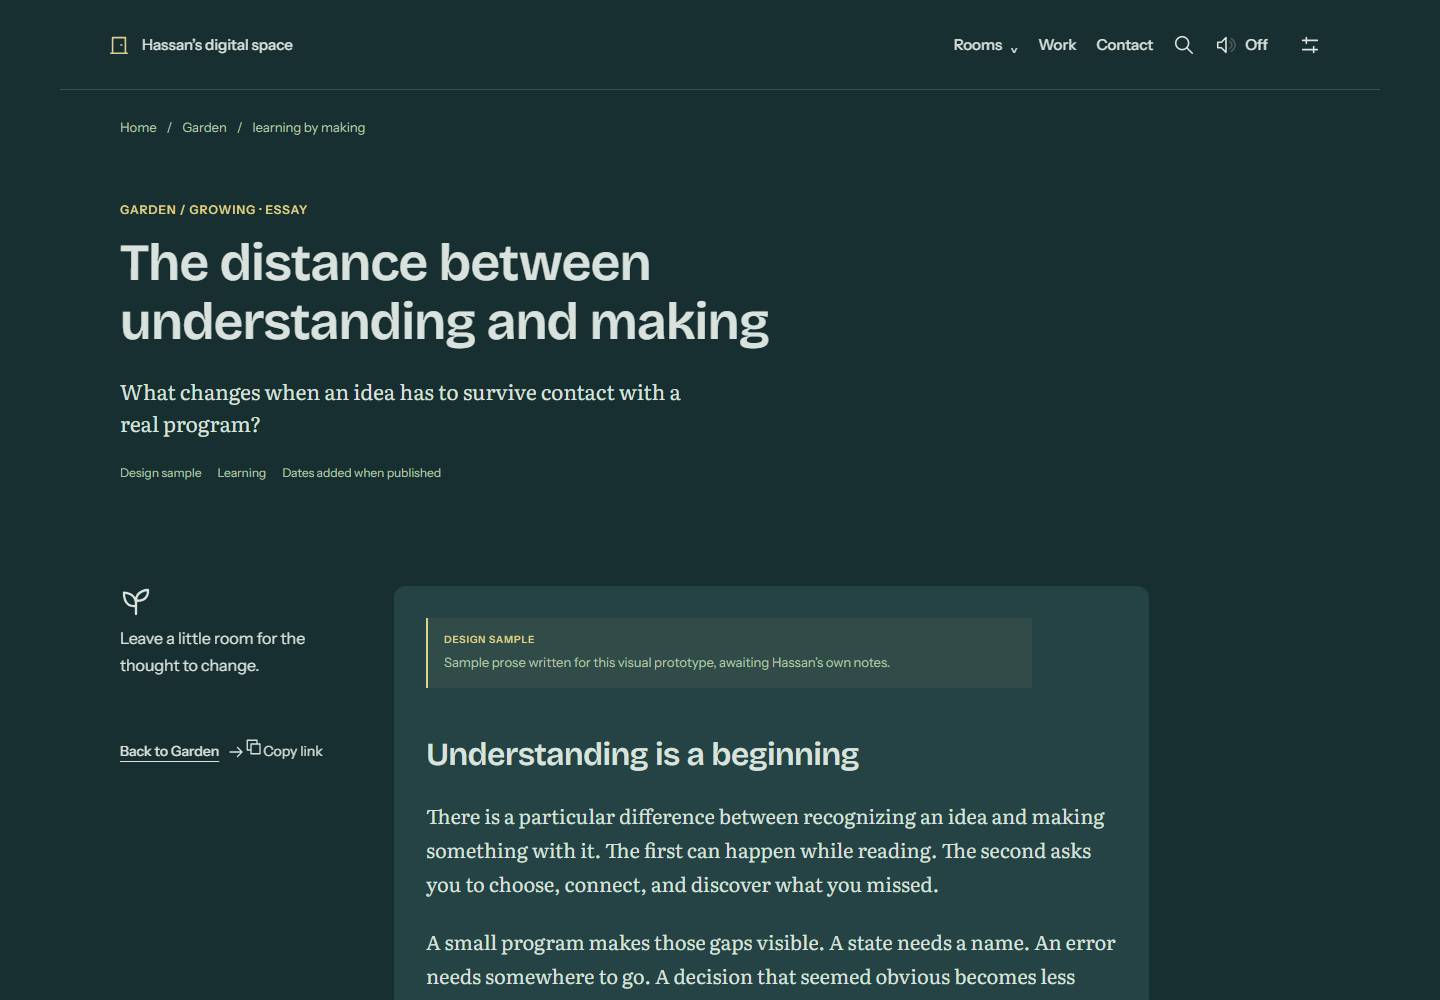 Hassan's digital space
Rooms
Work
Contact
Off
Home / Garden / learning by making
GARDEN / GROWING · ESSAY
The distance between
understanding and making
What changes when an idea has to survive contact with a
real program?
Design sample
Learning
Dates added when published
Leave a little room for the
thought to change.
Back to Garden →
Copy link
DESIGN SAMPLE
Sample prose written for this visual prototype, awaiting Hassan's own notes.
Understanding is a beginning
There is a particular difference between recognizing an idea and making
something with it. The first can happen while reading. The second asks
you to choose, connect, and discover what you missed.
A small program makes those gaps visible. A state needs a name. An error
needs somewhere to go. A decision that seemed obvious becomes less